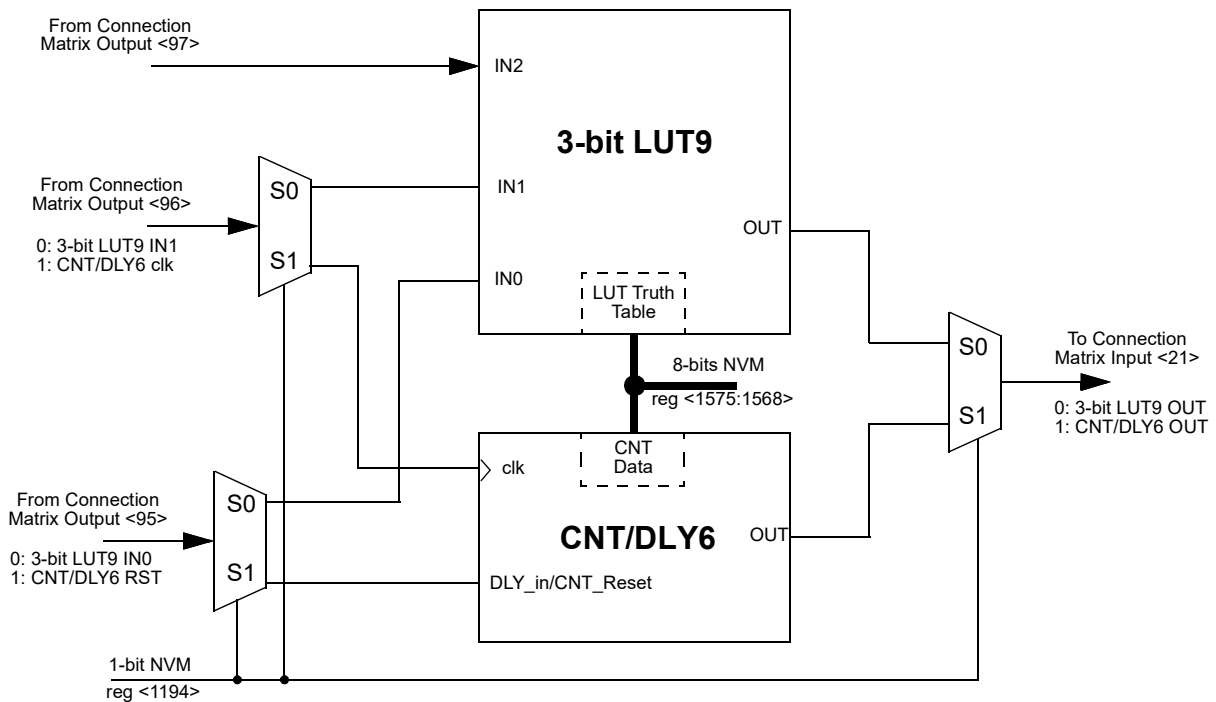 From Connection
Matrix Output <97>
IN2
3-bit LUT9
From Connection
Matrix Output <96>
0: 3-bit LUT9 IN1
1: CNT/DLY6 clk
S0
S1
IN1
IN0
OUT
LUT Truth
Table
8-bits NVM
reg <1575:1568>
S0
S1
To Connection
Matrix Input <21>
0: 3-bit LUT9 OUT
1: CNT/DLY6 OUT
CNT
Data
clk
CNT/DLY6
OUT
DLY_in/CNT_Reset
From Connection
Matrix Output <95>
0: 3-bit LUT9 IN0
1: CNT/DLY6 RST
S0
S1
1-bit NVM
reg <1194>